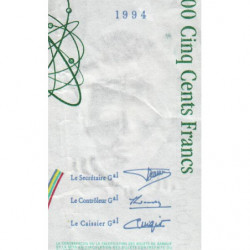 1994
00 Cinq Cents Francs
Le Secrétaire Gal
Le Contrôleur Gal
Le Caissier Gal